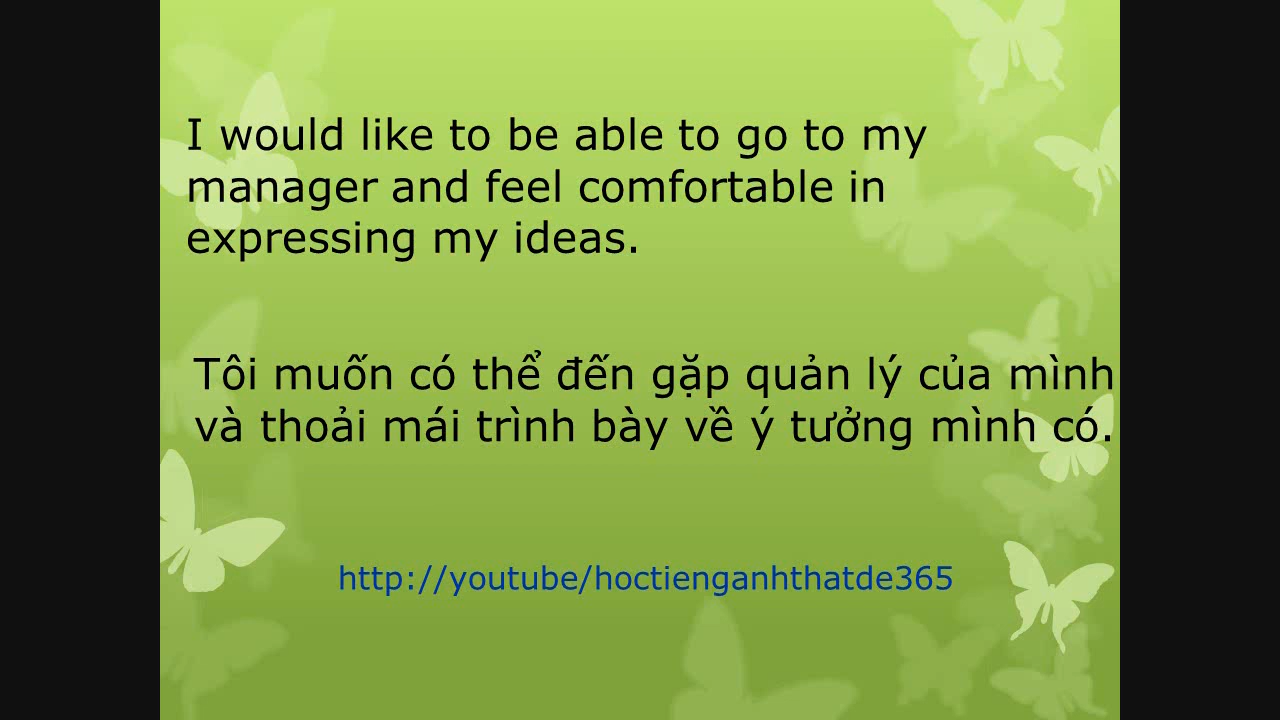 I would like to be able to go to my
manager and feel comfortable in
expressing my ideas.
Tôi muốn có thể đến gặp quản lý của mình
và thoải mái trình bày về ý tưởng mình có.
http://youtube/hoctienganhthatde365